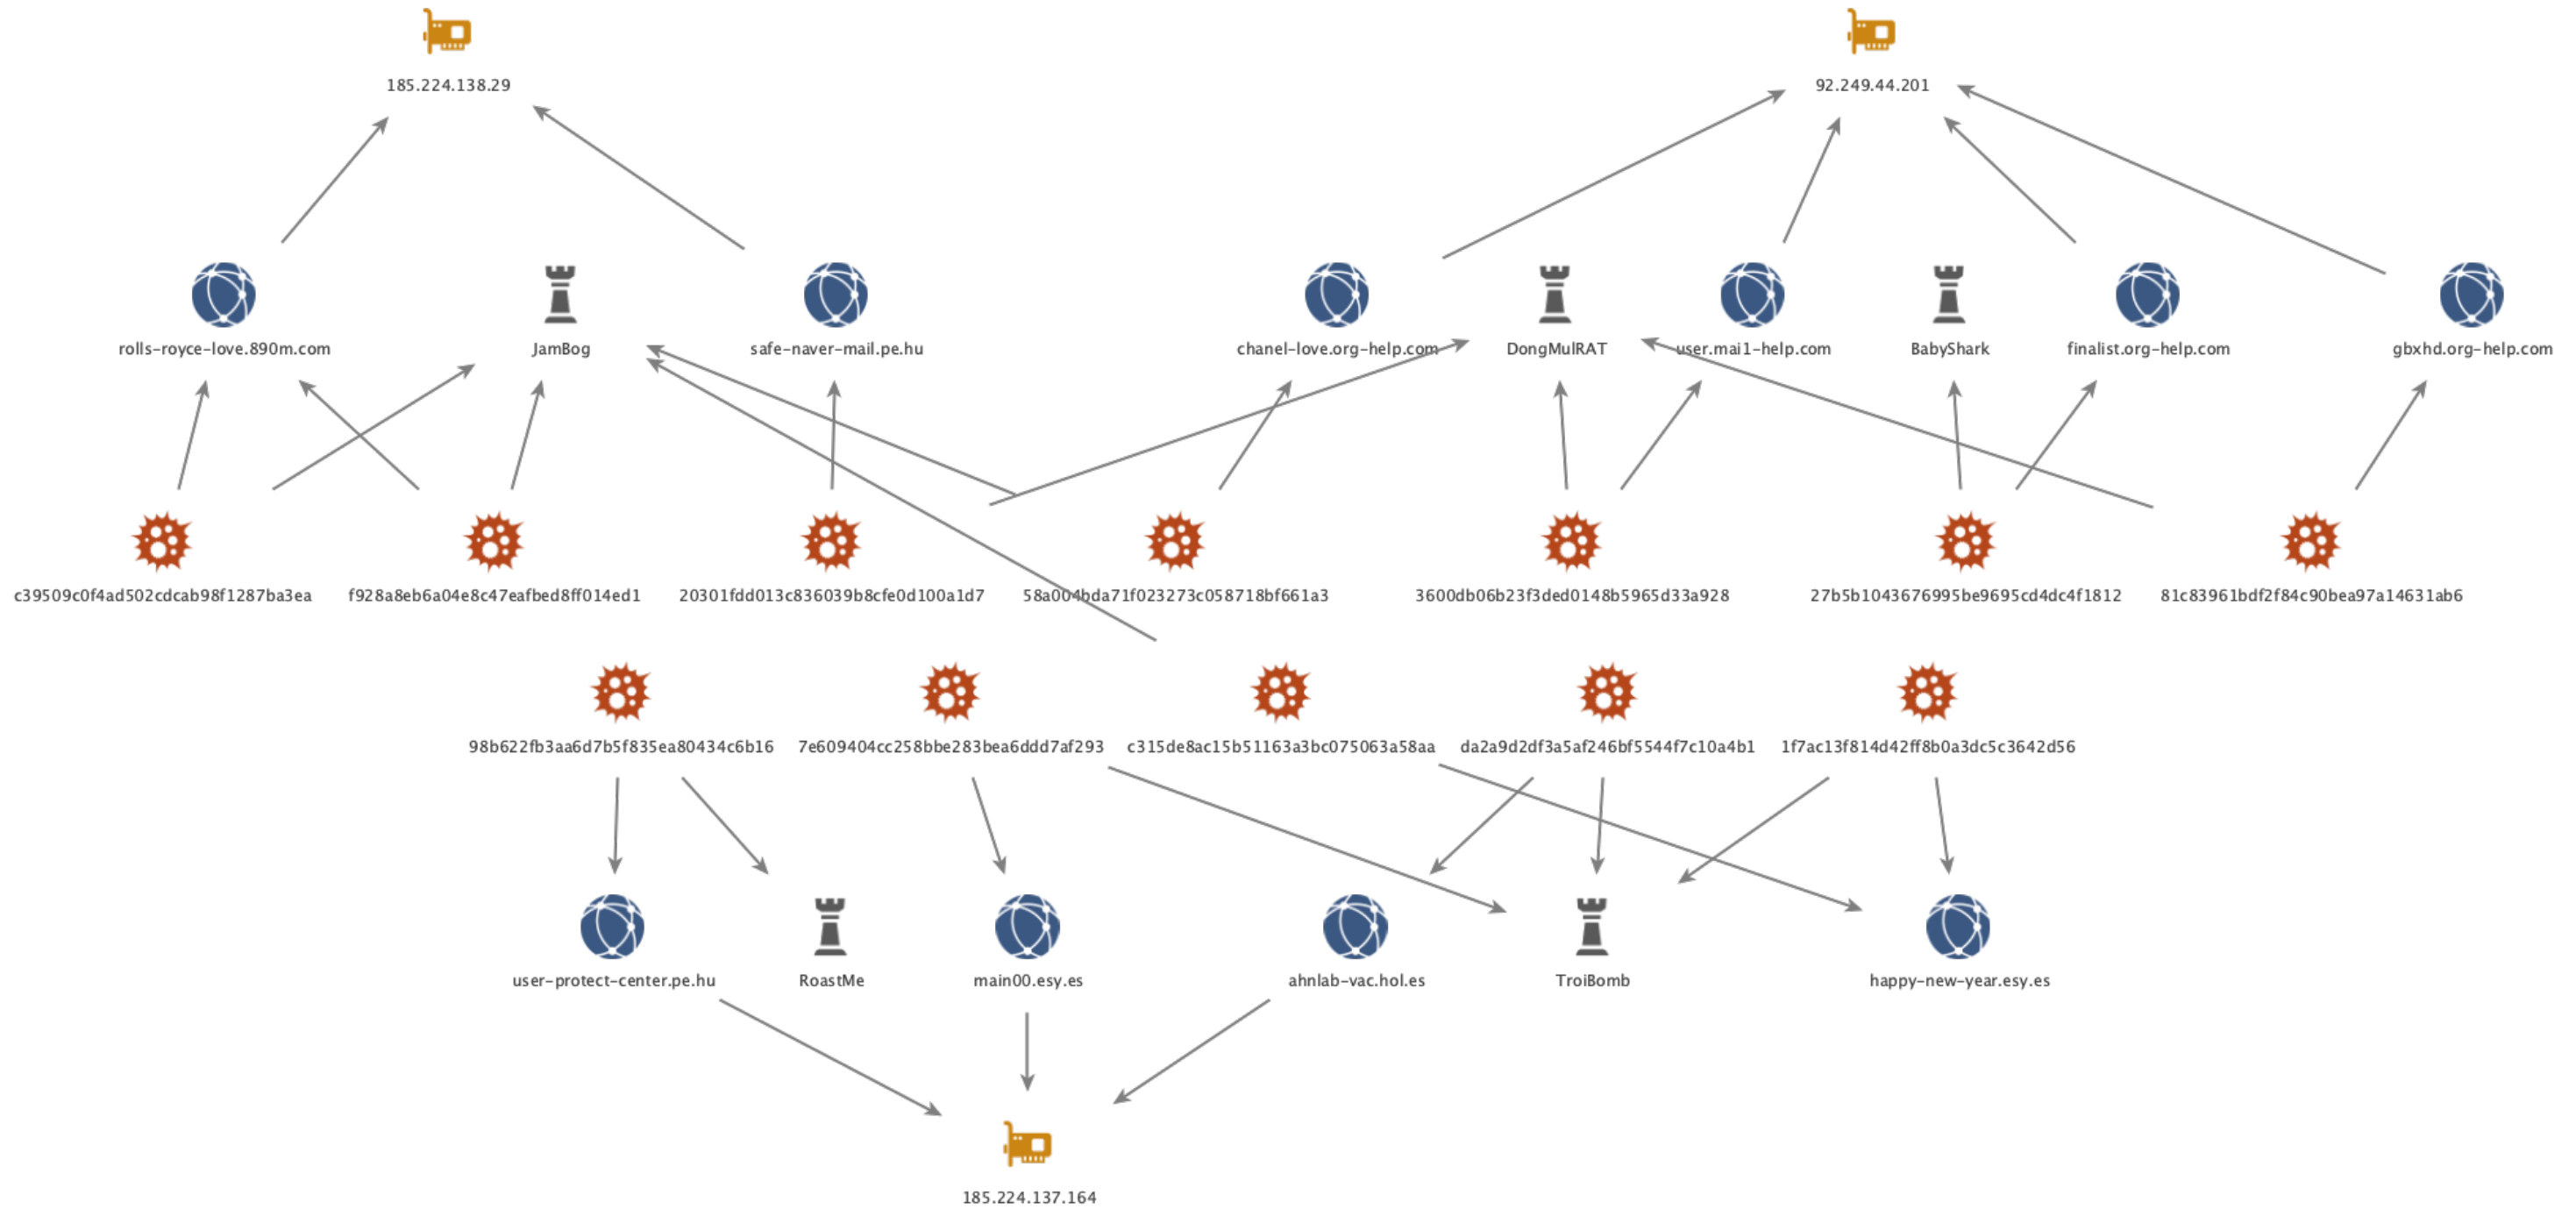 185.224.138.29
92.249.44.201
rolls-royce-love.890m.com
JamBog
safe-naver-mail.pe.hu
chanel-love.org-help.com
DongMulRAT
user.mai1-help.com
BabyShark
finalist.org-help.com
gbxhd.org-help.com
c39509c0f4ad502cdcab98f1287ba3ea
f928a8eb6a04e8c47eafbed8ff014ed1
20301fdd013c836039b8cfe0d100a1d7
58a004bda71f023273c058718bf661a3
3600db06b23f3ded0148b5965d33a928
27b5b1043676995be9695cd4dc4f1812
81c83961bdf2f84c90bea97a14631ab6
98b622fb3aa6d7b5f835ea80434c6b16
7e609404cc258bbe283bea6ddd7af293
c315de8ac15b51163a3bc075063a58aa
da2a9d2df3a5af246bf5544f7c10a4b1
1f7ac13f814d42ff8b0a3dc5c3642d56
user-protect-center.pe.hu
RoastMe
main00.esy.es
ahnlab-vac.hol.es
TroiBomb
happy-new-year.esy.es
185.224.137.164